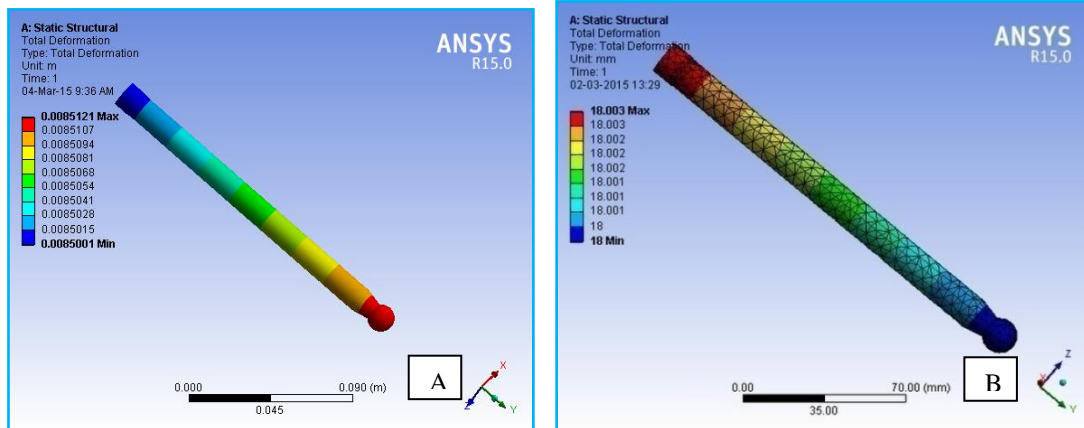 A: Static Structural
Total Deformation
Type: Total Deformation
Unit: m
Time: 1
04-Mar-15 9:36 AM
ANSYS
R15.0
0.0085121 Max
0.0085107
0.0085094
0.0085081
0.0085068
0.0085054
0.0085041
0.0085028
0.0085015
0.0085001 Min
0.000
0.090 (m)
0.045
A
X
Y
Z
A: Static Structural
Total Deformation
Type: Total Deformation
Unit: mm
Time: 1
02-03-2015 13:29
ANSYS
R15.0
18.003 Max
18.003
18.002
18.002
18.002
18.001
18.001
18.001
18
18 Min
0.00
70.00 (mm)
35.00
B
Z
X
Y